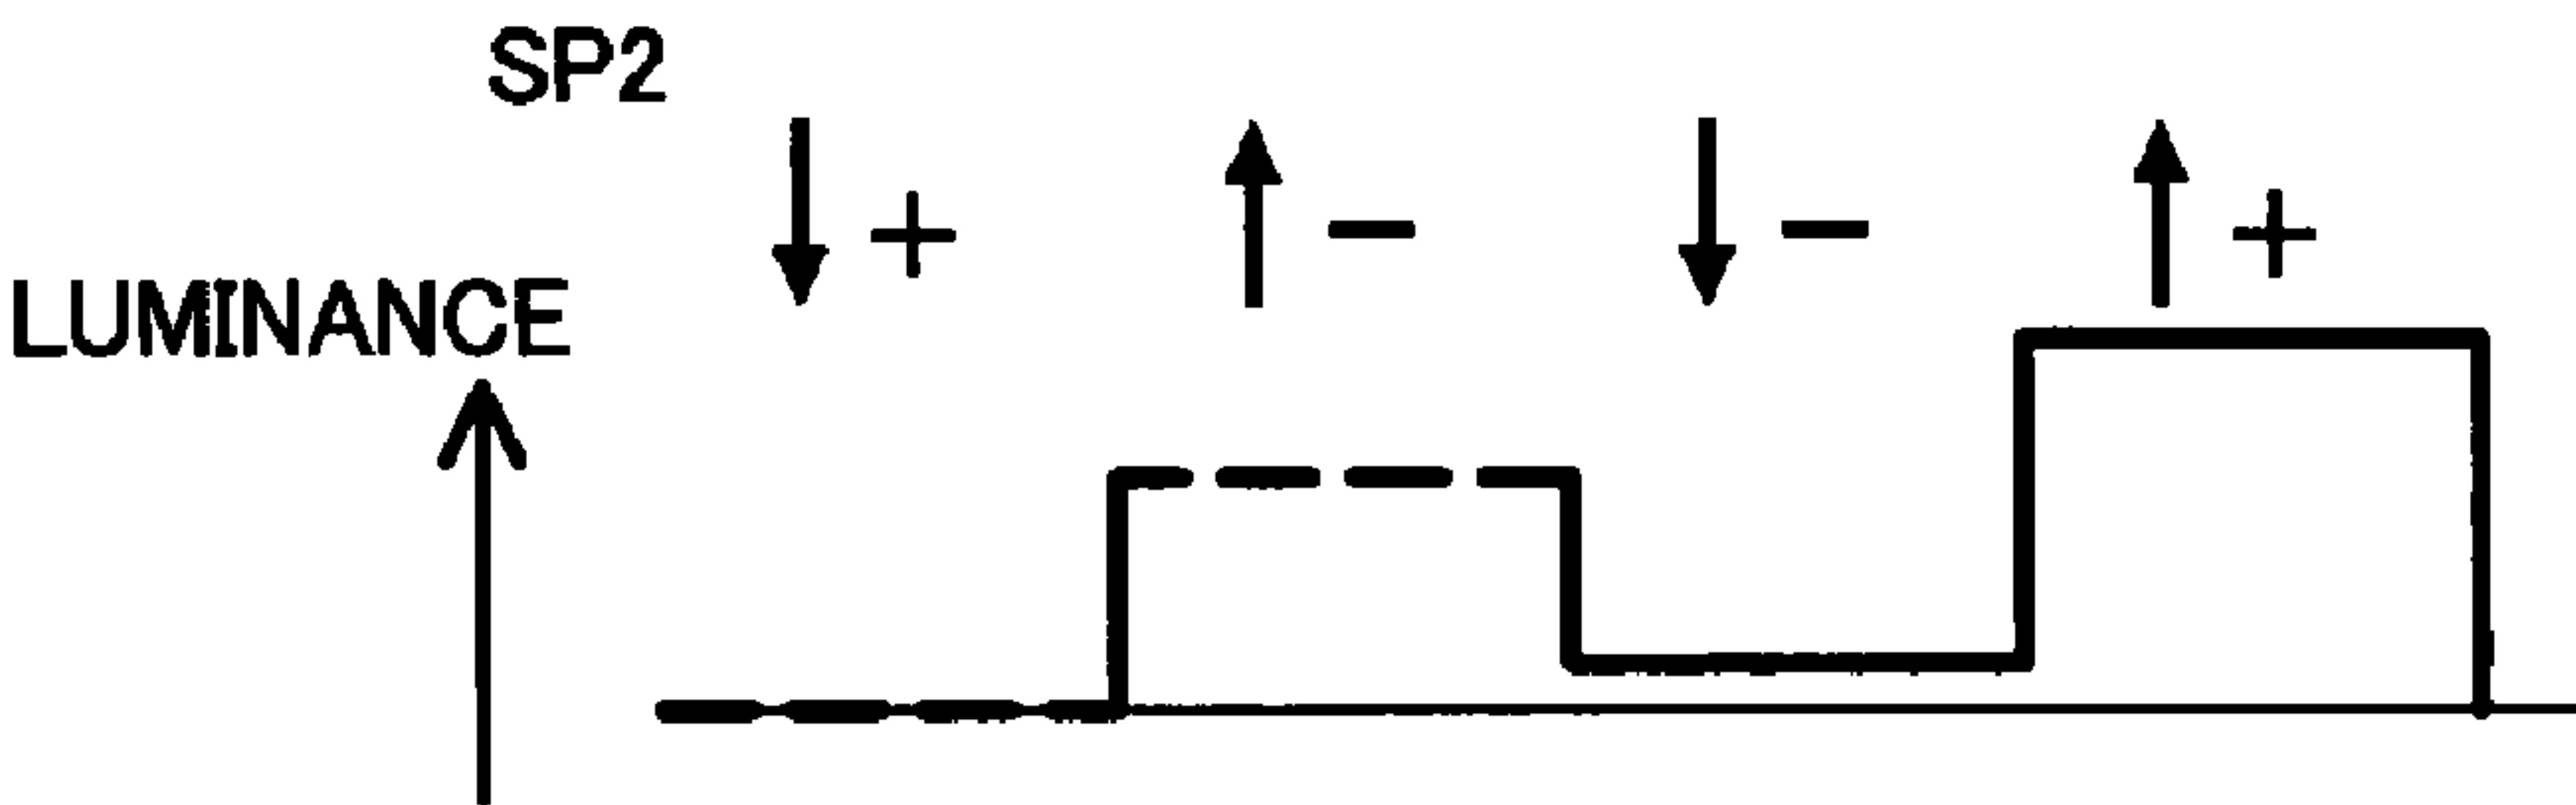 SP2
+ − − +
LUMINANCE